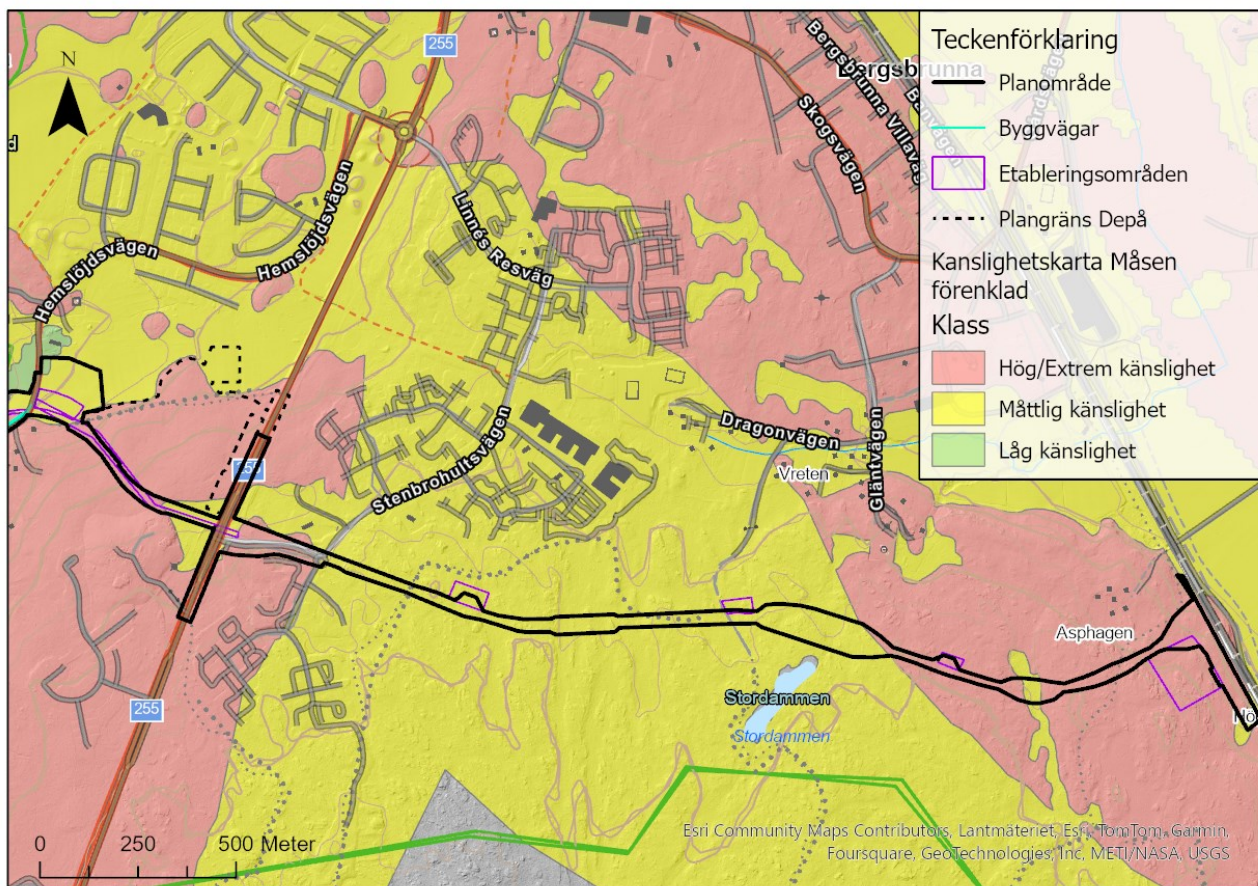 Teckenförklaring
Planområde
Byggvägar
Etableringsområden
Plangräns Depå
Kanslighetskarta Måsen
förenklad
Klass
Hög/Extrem känslighet
Måttlig känslighet
Låg känslighet
N
255
Bergsbrunna
Bergsbrunna Villaväg
Skogsvägen
Linnés Resväg
Hemslöjdsvägen
Hemslöjdsvägen
Stenbrohultsvägen
Dragonvägen
Gläntvägen
Vreten
255
Asphagen
Stordammen
Stordammen
255
0 250 500 Meter
Esri Community Maps Contributors, Lantmäteriet, Esri, TomTom, Garmin,
Foursquare, GeoTechnologies, Inc, METI/NASA, USGS